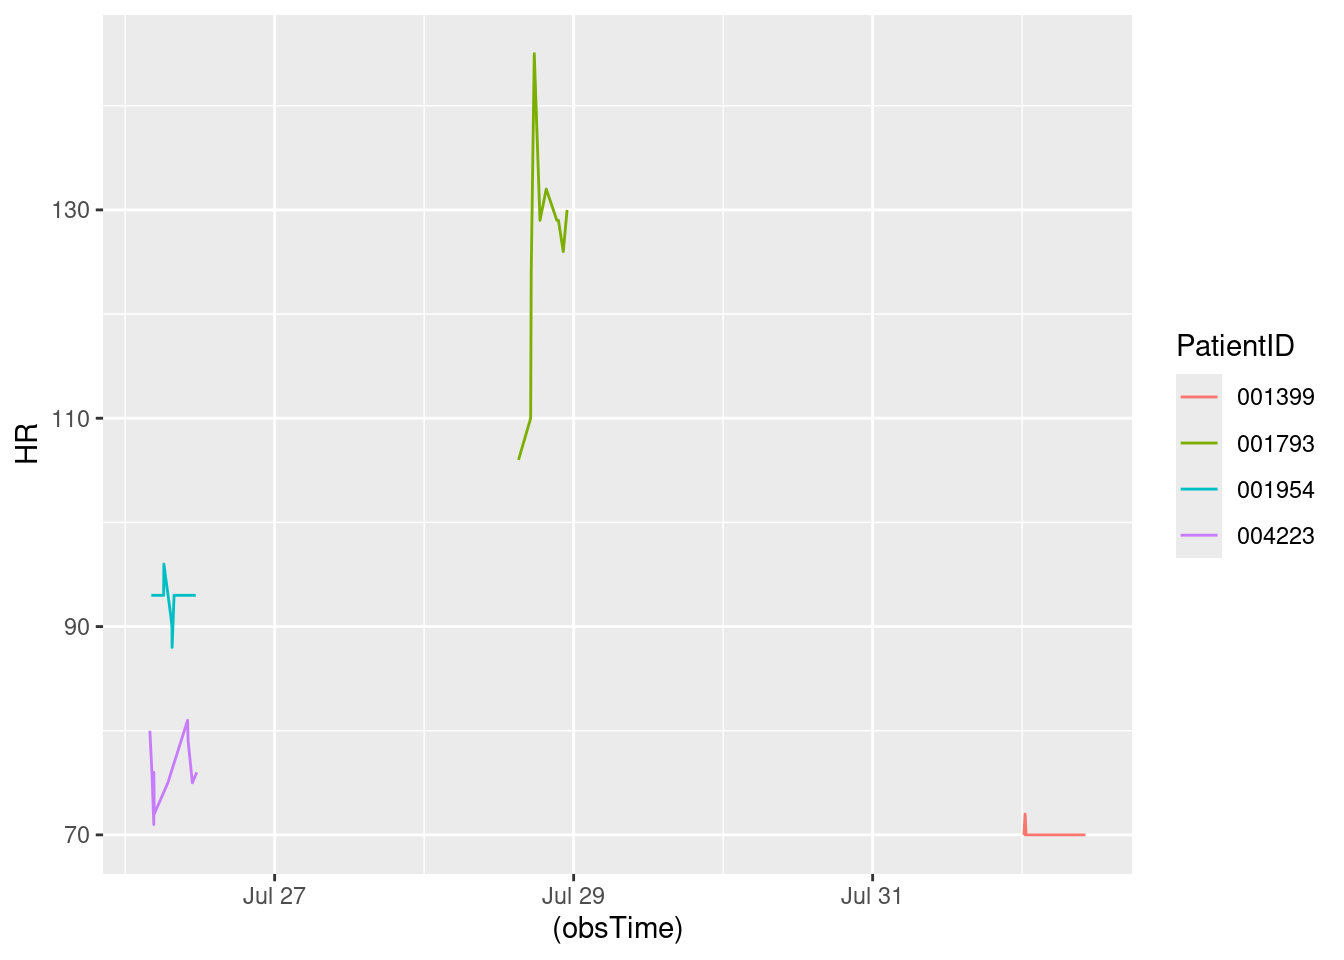 130
110
90
70
HR
Jul 27
Jul 29
Jul 31
(obsTime)
PatientID
001399
001793
001954
004223